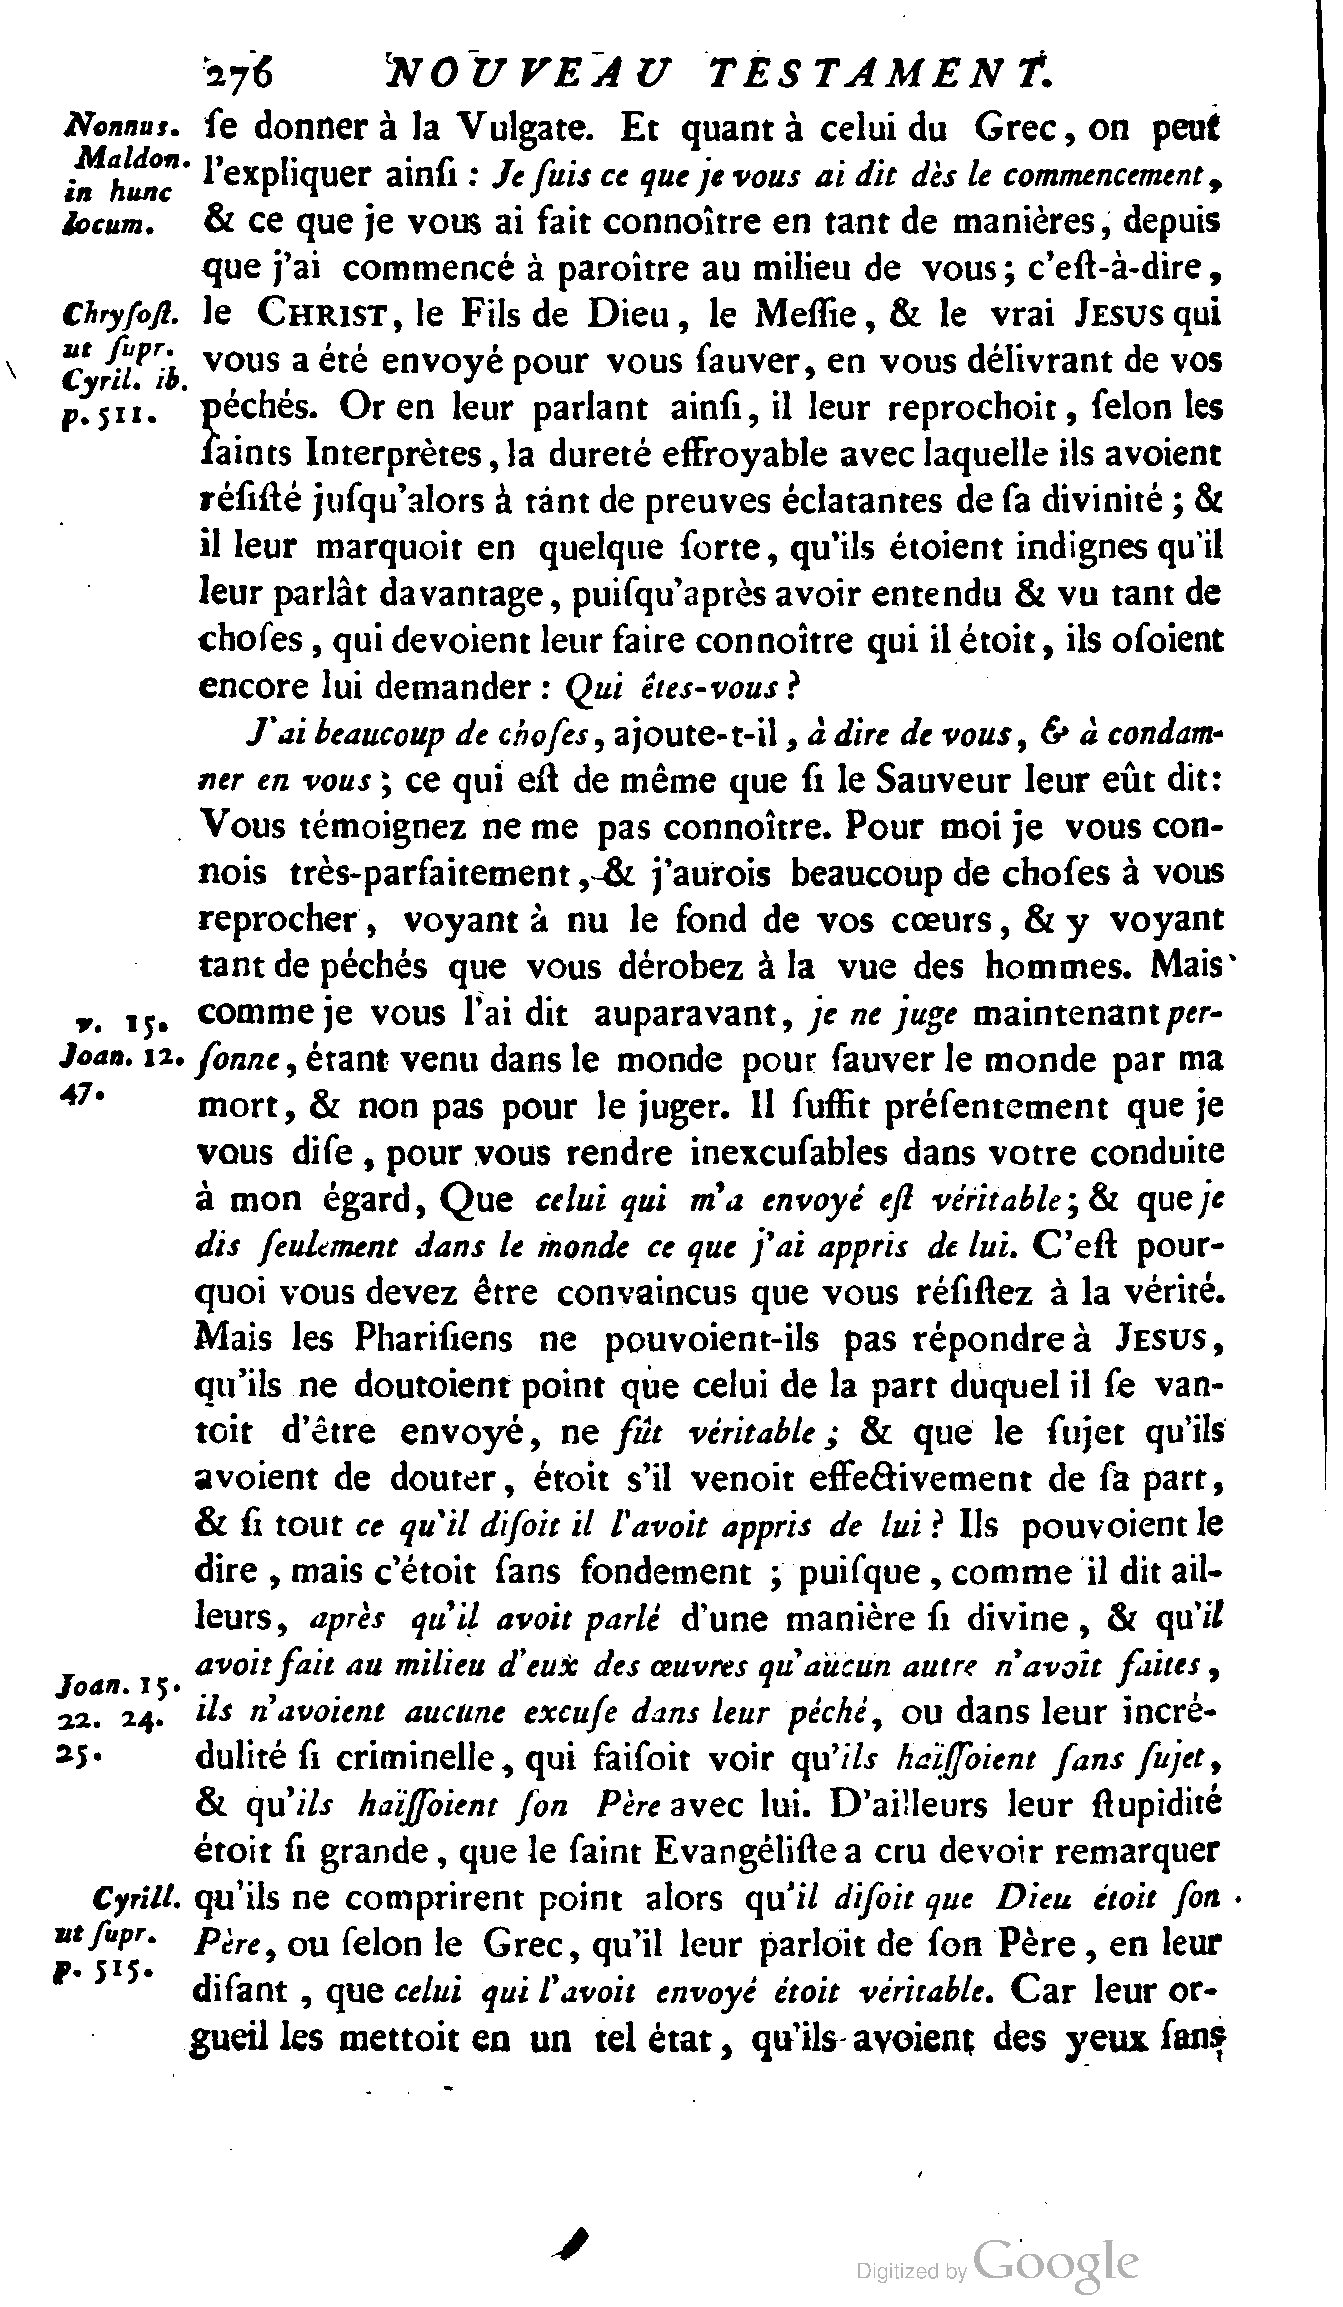 276 NOUVEAU TESTAMENT.
Nonnus.
Maldon.
in hunc
locum.
ſe donner à la Vulgate. Et quant à celui du Grec, on peut
l'expliquer ainſi : Je ſuis ce que je vous ai dit dès le commencement,
& ce que je vous ai fait connoître en tant de manières, depuis
que j'ai commencé à paroître au milieu de vous; c'eſt-à-dire,
Chryſoſt.
ut ſupr.
Cyril. ib.
p. 511.
le CHRIST, le Fils de Dieu, le Meſſie, & le vrai JESUS qui
vous a été envoyé pour vous ſauver, en vous délivrant de vos
péchés. Or en leur parlant ainſi, il leur reprochoit, ſelon les
ſaints Interprètes, la dureté effroyable avec laquelle ils avoient
réſiſté juſqu'alors à tant de preuves éclatantes de ſa divinité ; &
il leur marquoit en quelque ſorte, qu'ils étoient indignes qu'il
leur parlât davantage, puiſqu'après avoir entendu & vu tant de
choſes, qui devoient leur faire connoître qui il étoit, ils oſoient
encore lui demander : Qui êtes-vous ?
J'ai beaucoup de choſes, ajoute-t-il, à dire de vous, & à condam-
ner en vous ; ce qui eſt de même que ſi le Sauveur leur eût dit:
Vous témoignez ne me pas connoître. Pour moi je vous con-
nois très-parfaitement, & j'aurois beaucoup de choſes à vous
reprocher, voyant à nu le fond de vos cœurs, & y voyant
tant de péchés que vous dérobez à la vue des hommes. Mais
v. 15.
Joan. 12.
47.
comme je vous l'ai dit auparavant, je ne juge maintenant per-
ſonne, étant venu dans le monde pour ſauver le monde par ma
mort, & non pas pour le juger. Il ſuffit préſentement que je
vous diſe, pour vous rendre inexcuſables dans votre conduite
à mon égard, Que celui qui m'a envoyé eſt véritable; & que je
dis ſeulement dans le monde ce que j'ai appris de lui. C'eſt pour-
quoi vous devez être convaincus que vous réſiſtez à la vérité.
Mais les Phariſiens ne pouvoient-ils pas répondre à JESUS,
qu'ils ne doutoient point que celui de la part duquel il ſe van-
toit d'être envoyé, ne fût véritable ; & que le ſujet qu'ils
avoient de douter, étoit s'il venoit effectivement de ſa part,
& ſi tout ce qu'il diſoit il l'avoit appris de lui ? Ils pouvoient le
dire, mais c'étoit ſans fondement ; puiſque, comme il dit ail-
leurs, après qu'il avoit parlé d'une manière ſi divine, & qu'il
Joan. 15.
22. 24.
25.
avoit fait au milieu d'eux des œuvres qu'aucun autre n'avoit faites,
ils n'avoient aucune excuſe dans leur péché, ou dans leur incré-
dulité ſi criminelle, qui faiſoit voir qu'ils haïſſoient ſans ſujet,
& qu'ils haïſſoient ſon Père avec lui. D'ailleurs leur ſtupidité
étoit ſi grande, que le ſaint Evangéliſte a cru devoir remarquer
Cyrill.
ut ſupr.
p. 515.
qu'ils ne comprirent point alors qu'il diſoit que Dieu étoit ſon
Père, ou ſelon le Grec, qu'il leur parloit de ſon Père, en leur
diſant, que celui qui l'avoit envoyé étoit véritable. Car leur or-
gueil les mettoit en un tel état, qu'ils avoient des yeux ſans
Digitized by Google